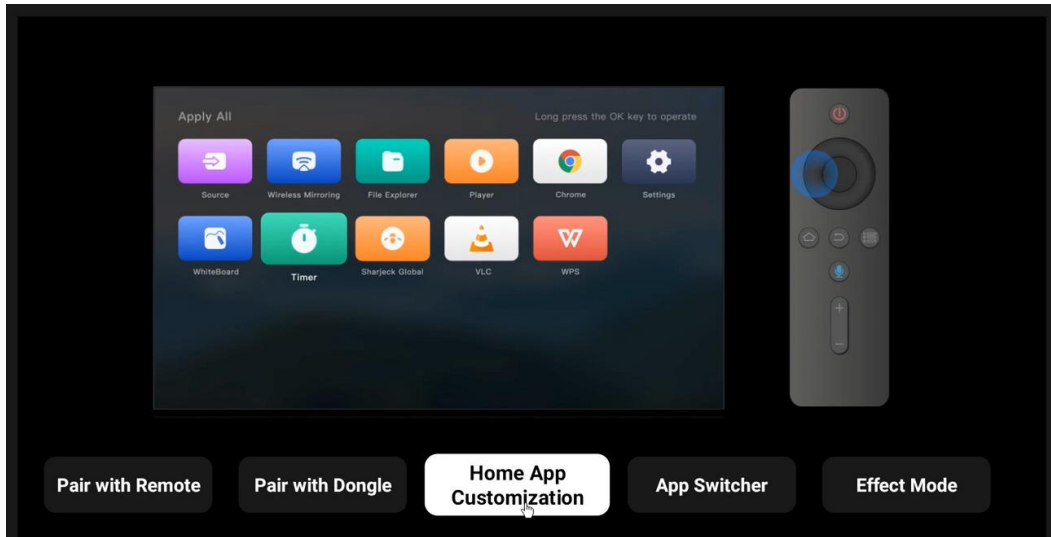 Apply All
Long press the OK key to operate
Source
Wireless Mirroring
File Explorer
Player
Chrome
Settings
WhiteBoard
Timer
Sharjeck Global
VLC
WPS
Pair with Remote
Pair with Dongle
Home App
Customization
App Switcher
Effect Mode